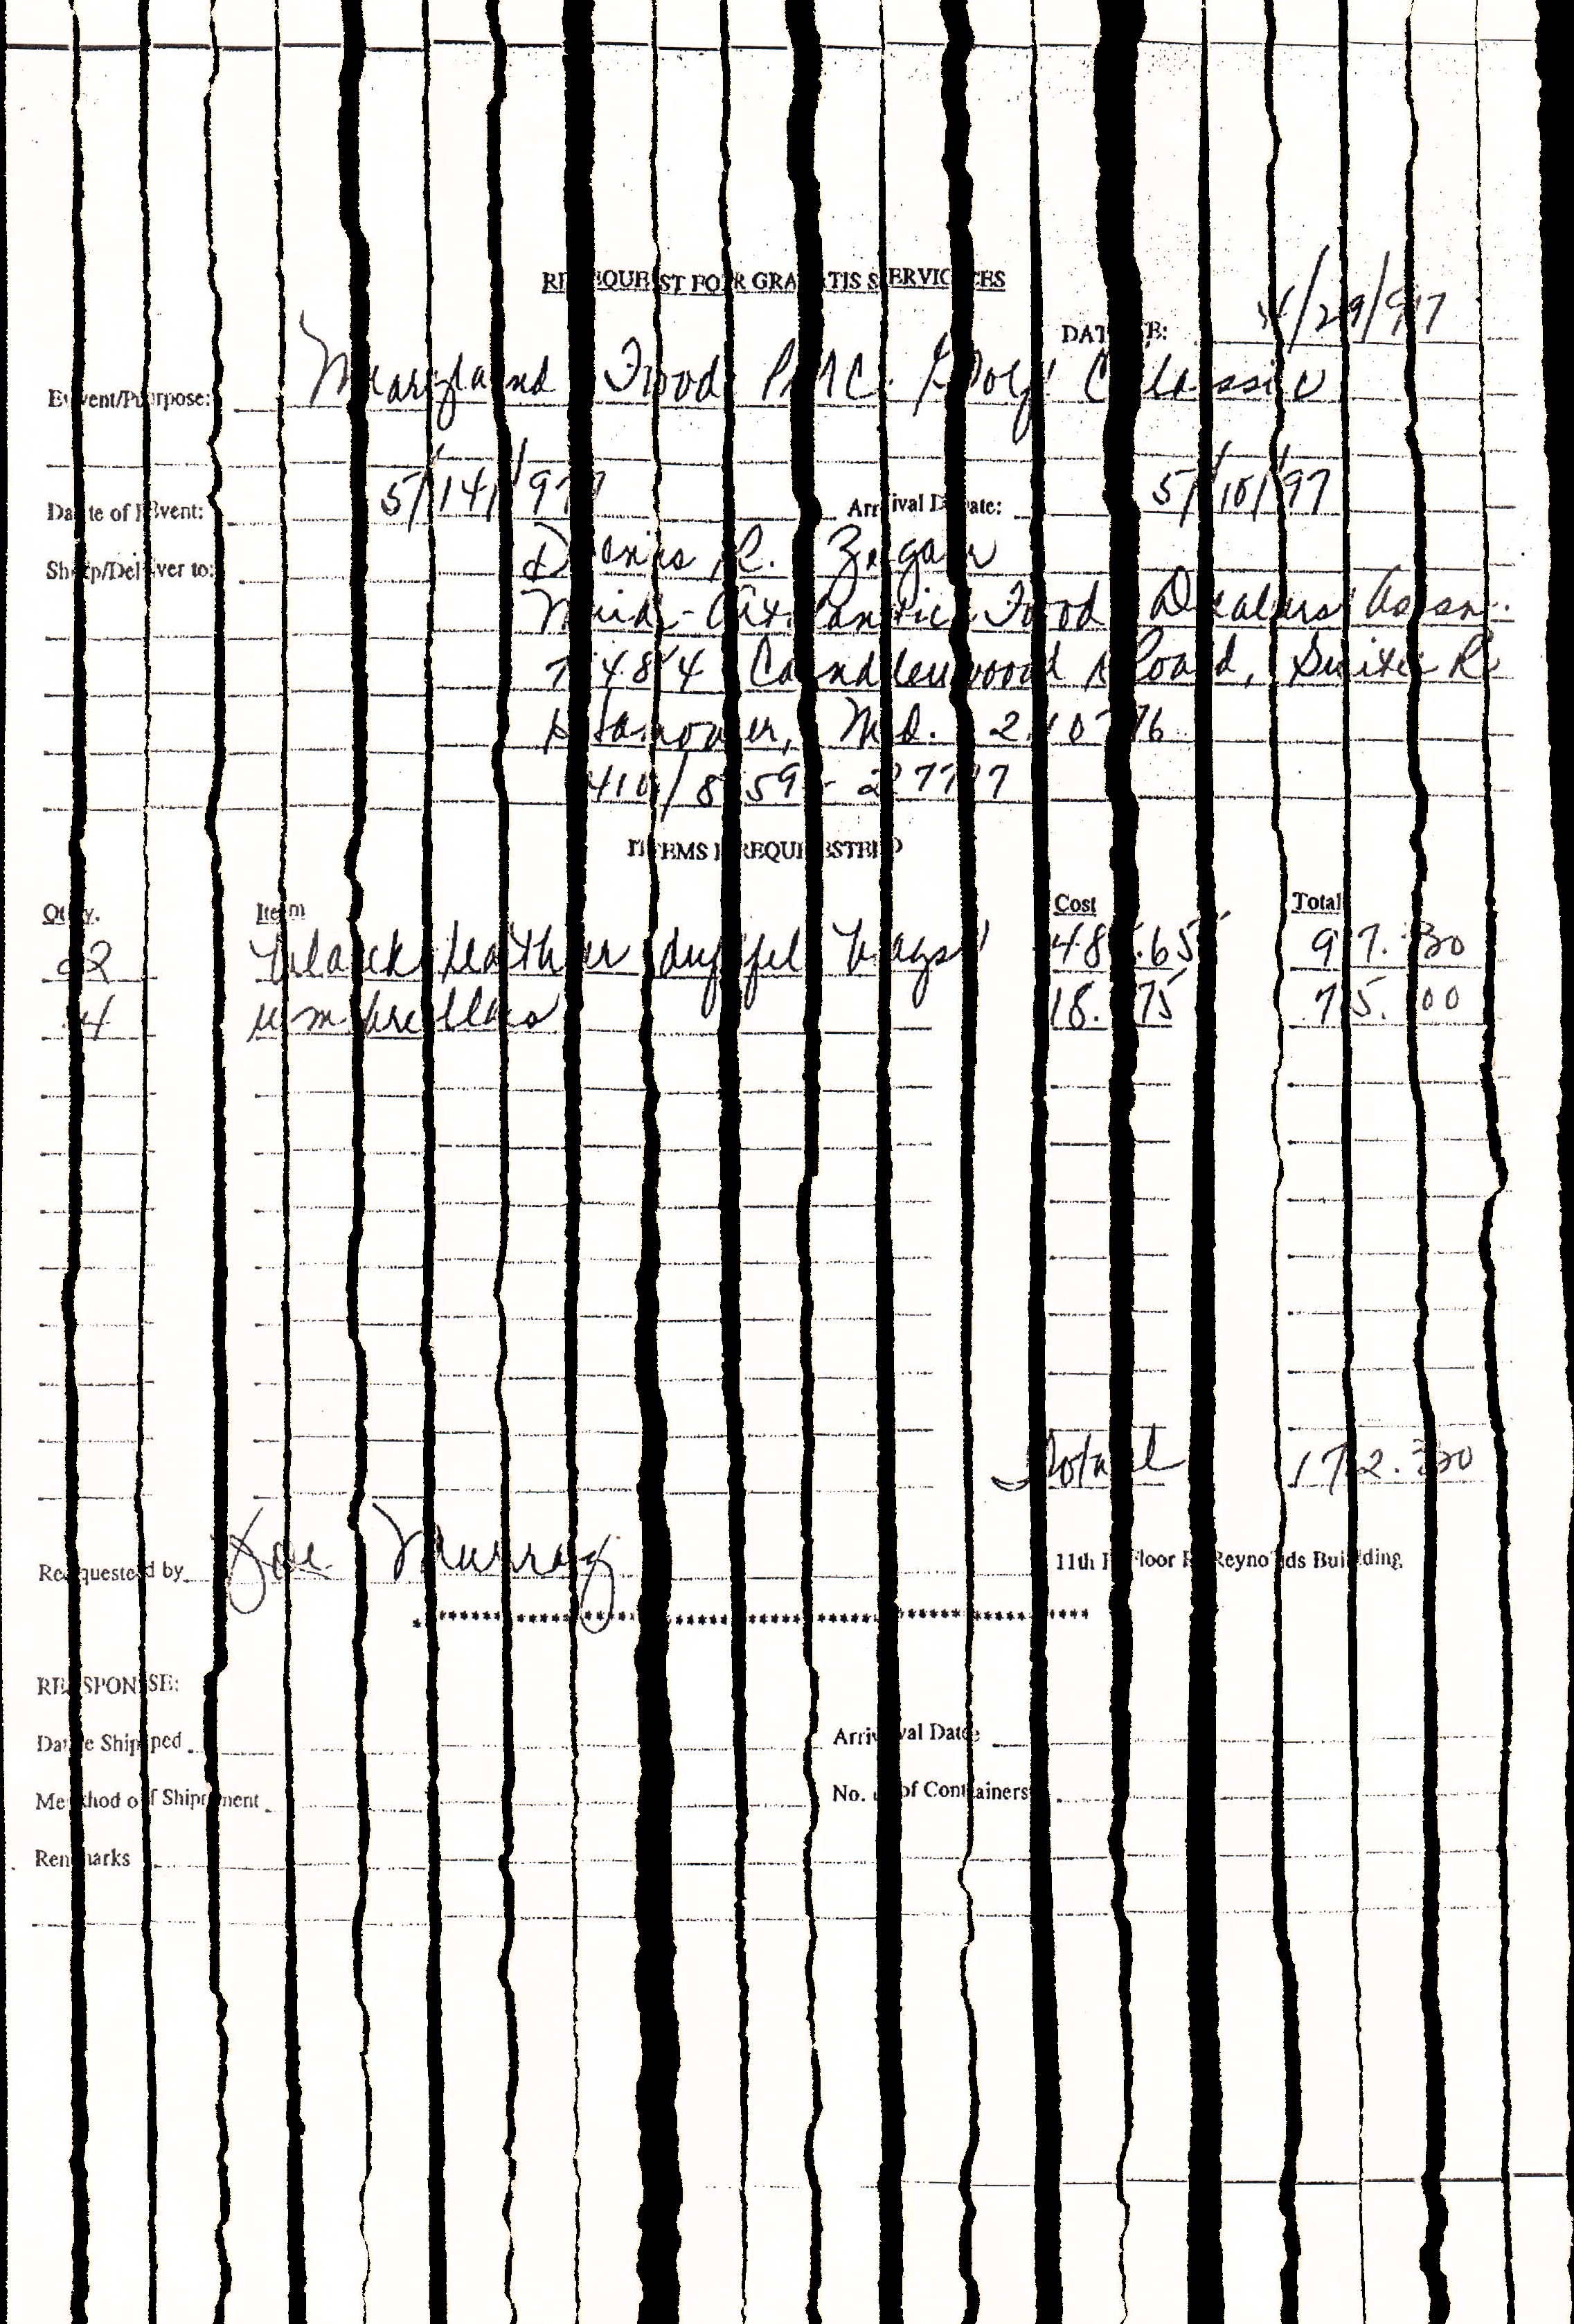 REQUEST FOR GRATIS SERVICES
DATE: 4/29/97
Event/Purpose: Maryland Food PAC. Golf Classic
Date of Event: 5/14/97 Arrival Date: 5/10/97
Ship/Deliver to: Denis C. Zegar
Mid-Atlantic Food Dealers Assn.
7484 Candlewood Road, Suite R
Hanover, Md. 21076
410/859-2777
ITEMS REQUESTED
Qty. Item Cost Total
2 black leather duffel bags 48.65 97.30
4 umbrellas 18.75 75.00
Total 172.30
Requested by Joe Murray 11th Floor Reynolds Building
RESPONSE:
Date Shipped Arrival Date
Method of Shipment No. of Containers
Remarks